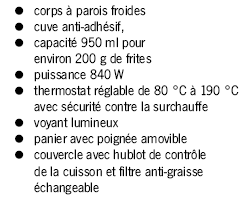 ● corps à parois froides
● cuve anti-adhésif,
● capacité 950 ml pour
environ 200 g de frites
● puissance 840 W
● thermostat réglable de 80 °C à 190 °C
avec sécurité contre la surchauffe
● voyant lumineux
● panier avec poignée amovible
● couvercle avec hublot de contrôle
de la cuisson et filtre anti-graisse
échangeable